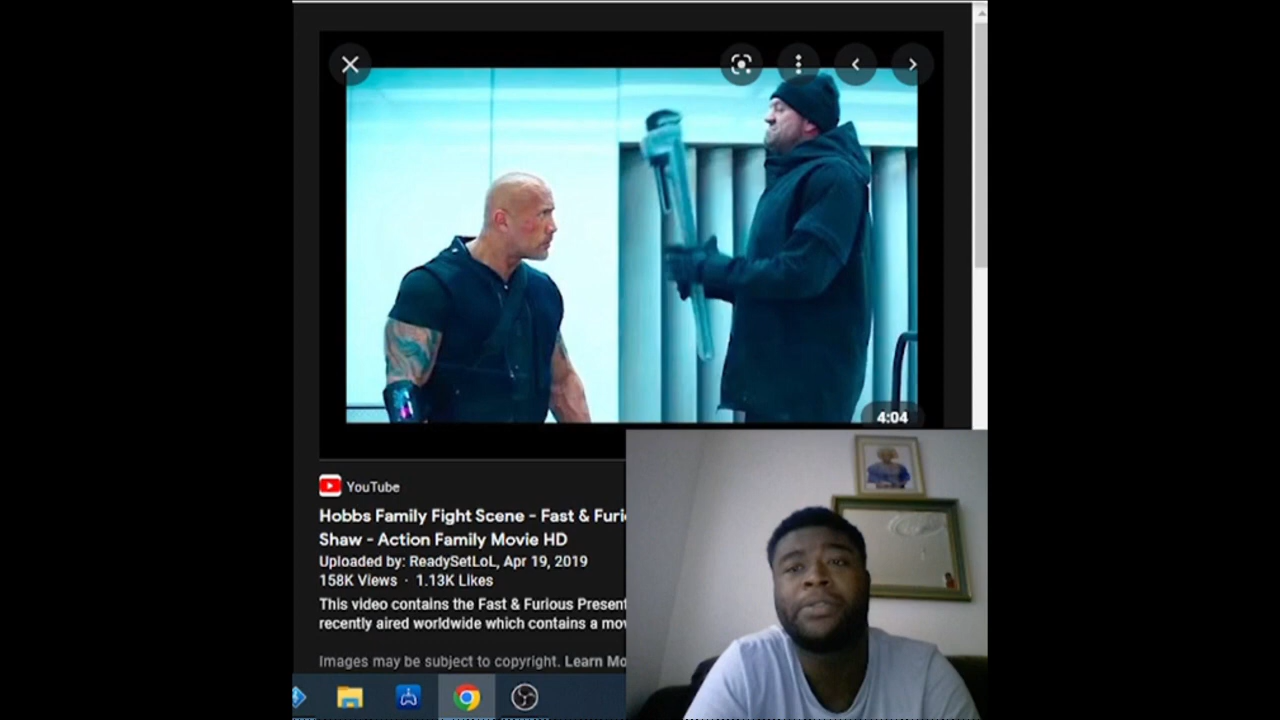 4:04
YouTube
Hobbs Family Fight Scene - Fast & Furi
Shaw - Action Family Movie HD
Uploaded by: ReadySetLoL, Apr 19, 2019
158K Views · 1.13K Likes
This video contains the Fast & Furious Present
recently aired worldwide which contains a mov
Images may be subject to copyright. Learn Mo